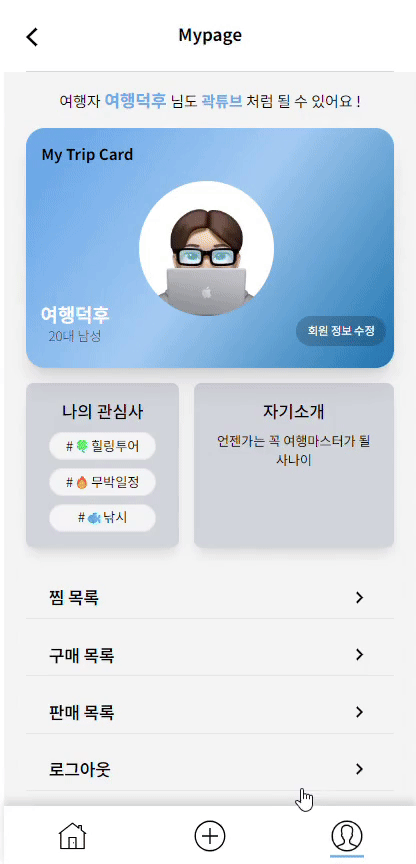 Mypage
여행자 여행덕후 님도 곽튜브 처럼 될 수 있어요 !
My Trip Card
여행덕후
20대 남성
회원 정보 수정
나의 관심사
# 🍀 힐링투어
# 🔥 무박일정
# 🐟 낚시
자기소개
언젠가는 꼭 여행마스터가 될
사나이
찜 목록
구매 목록
판매 목록
로그아웃